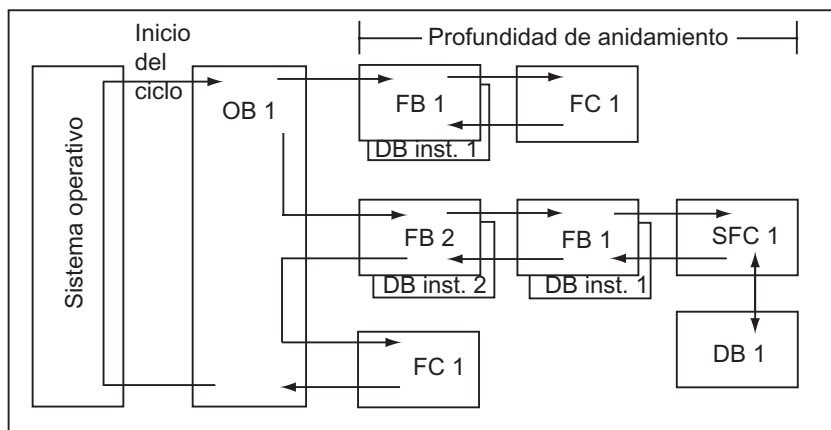 Inicio
del
ciclo
Profundidad de anidamiento
Sistema operativo
OB 1
FB 1
DB inst. 1
FC 1
FB 2
DB inst. 2
FB 1
DB inst. 1
SFC 1
DB 1
FC 1